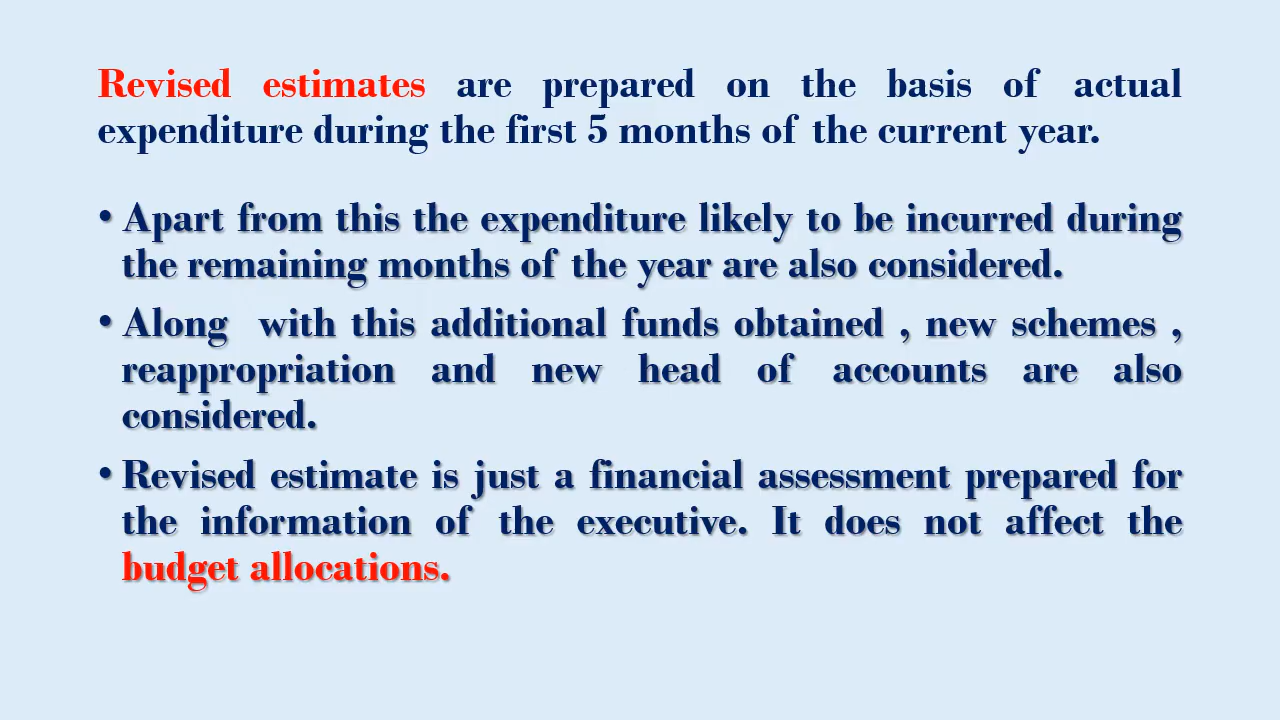 Revised estimates are prepared on the basis of actual
expenditure during the first 5 months of the current year.
• Apart from this the expenditure likely to be incurred during
the remaining months of the year are also considered.
• Along with this additional funds obtained , new schemes ,
reappropriation and new head of accounts are also
considered.
• Revised estimate is just a financial assessment prepared for
the information of the executive. It does not affect the
budget allocations.